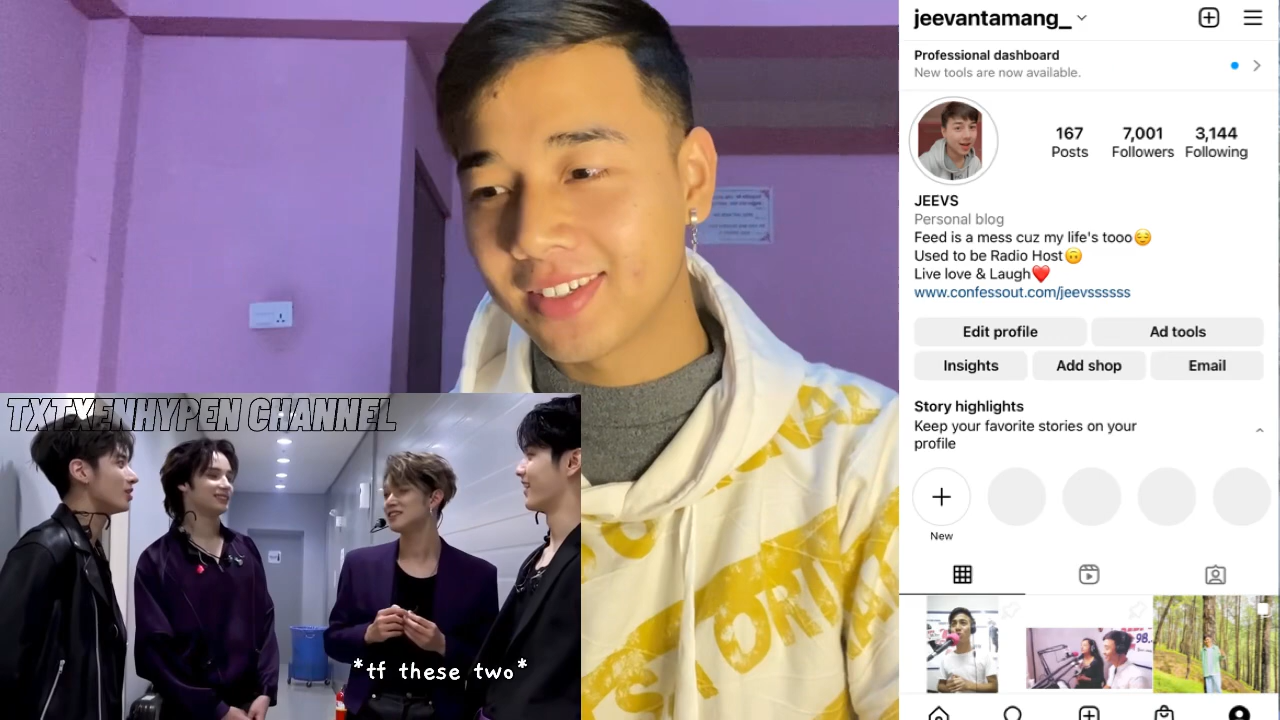 TXTXENHYPEN CHANNEL
*tf these two*
jeevantamang_
Professional dashboard
New tools are now available.
167
Posts
7,001
Followers
3,144
Following
JEEVS
Personal blog
Feed is a mess cuz my life's tooo😌
Used to be Radio Host🙃
Live love & Laugh❤️
www.confessout.com/jeevssssss
Edit profile
Ad tools
Insights
Add shop
Email
Story highlights
Keep your favorite stories on your
profile
New
98.